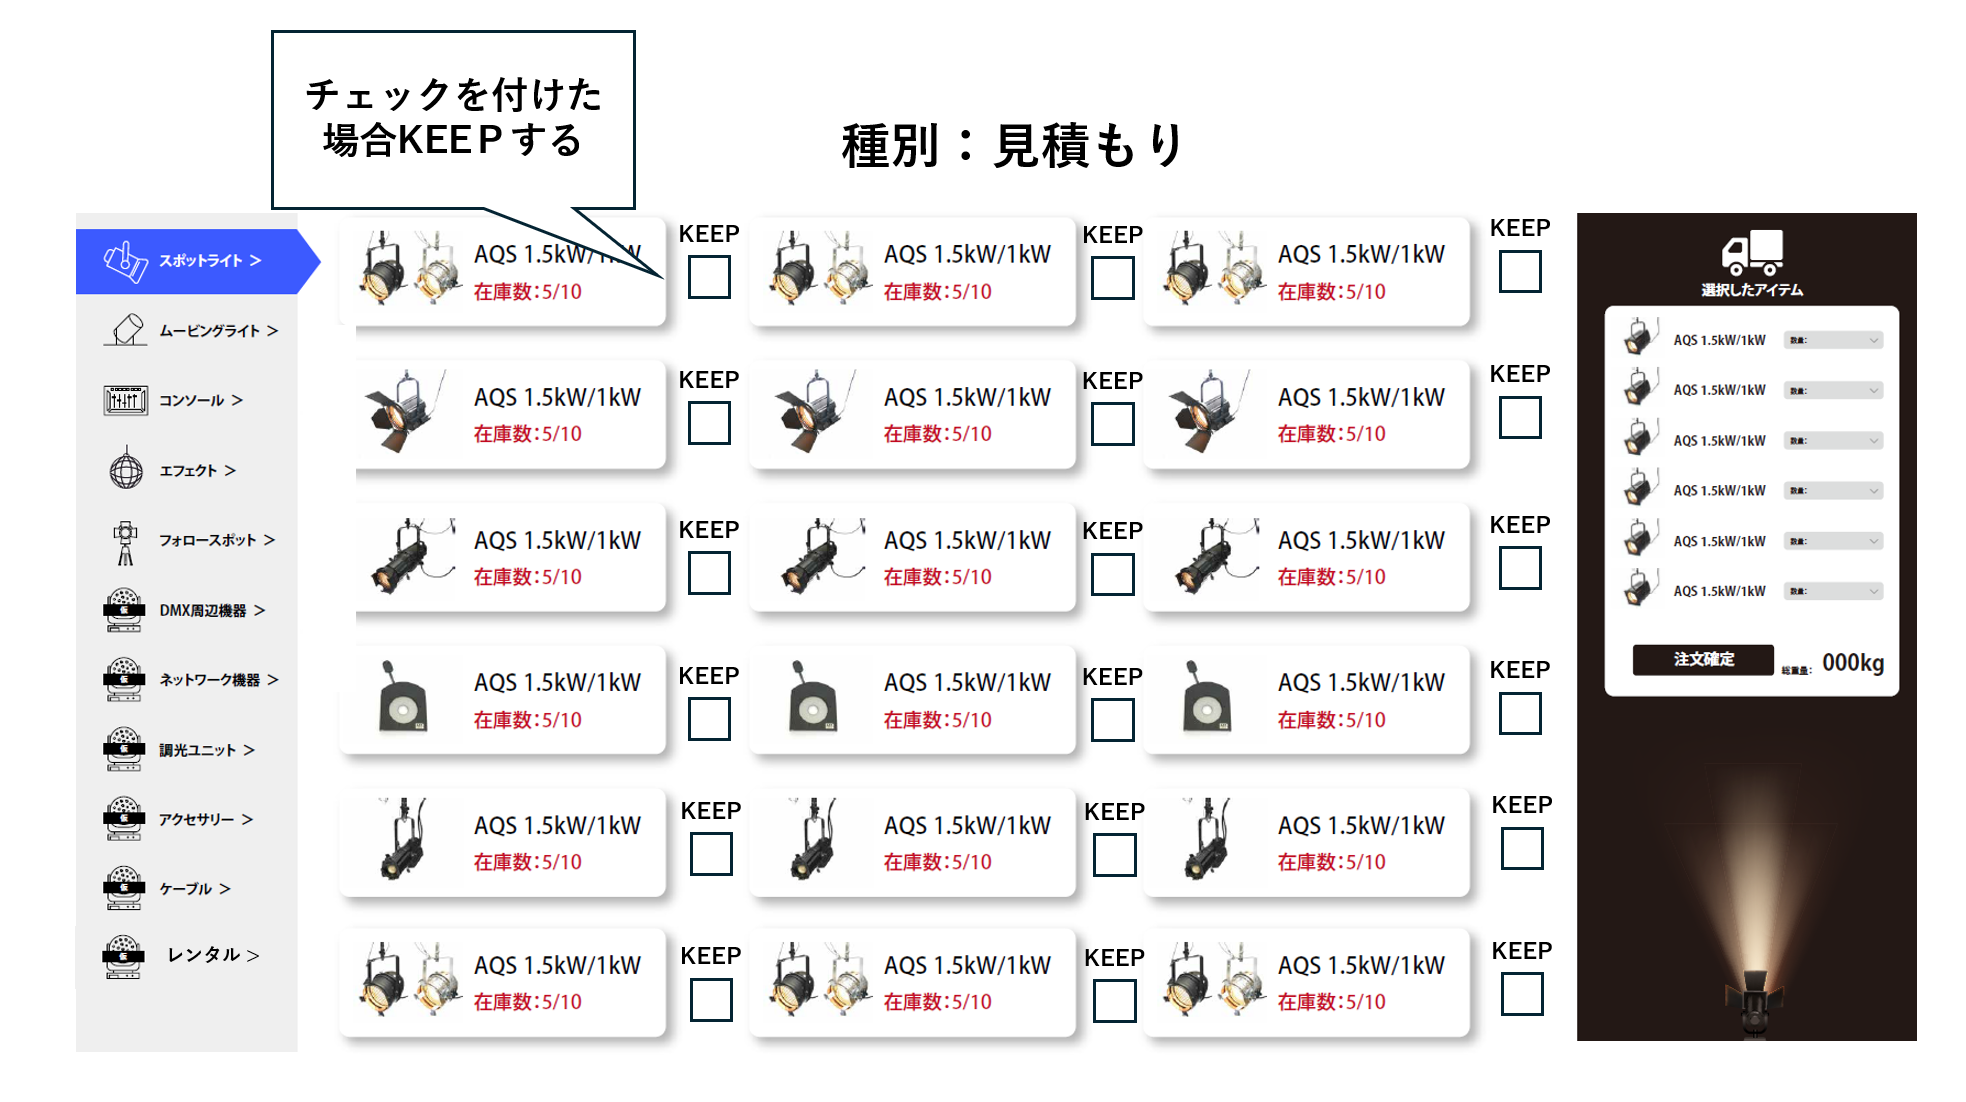 チェックを付けた
場合KEEPする
種別：見積もり
スポットライト >
ムービングライト >
コンソール >
エフェクト >
フォロースポット >
仮
DMX周辺機器 >
仮
ネットワーク機器 >
仮
調光ユニット >
仮
アクセサリー >
仮
ケーブル >
仮
レンタル >
AQS 1.5kW/1kW
在庫数：5/10
KEEP
AQS 1.5kW/1kW
在庫数：5/10
KEEP
AQS 1.5kW/1kW
在庫数：5/10
KEEP
AQS 1.5kW/1kW
在庫数：5/10
KEEP
AQS 1.5kW/1kW
在庫数：5/10
KEEP
AQS 1.5kW/1kW
在庫数：5/10
KEEP
AQS 1.5kW/1kW
在庫数：5/10
KEEP
AQS 1.5kW/1kW
在庫数：5/10
KEEP
AQS 1.5kW/1kW
在庫数：5/10
KEEP
AQS 1.5kW/1kW
在庫数：5/10
KEEP
AQS 1.5kW/1kW
在庫数：5/10
KEEP
AQS 1.5kW/1kW
在庫数：5/10
KEEP
AQS 1.5kW/1kW
在庫数：5/10
KEEP
AQS 1.5kW/1kW
在庫数：5/10
KEEP
AQS 1.5kW/1kW
在庫数：5/10
KEEP
AQS 1.5kW/1kW
在庫数：5/10
KEEP
AQS 1.5kW/1kW
在庫数：5/10
KEEP
AQS 1.5kW/1kW
在庫数：5/10
KEEP
選択したアイテム
AQS 1.5kW/1kW 数量：
AQS 1.5kW/1kW 数量：
AQS 1.5kW/1kW 数量：
AQS 1.5kW/1kW 数量：
AQS 1.5kW/1kW 数量：
AQS 1.5kW/1kW 数量：
注文確定 総重量： 000kg